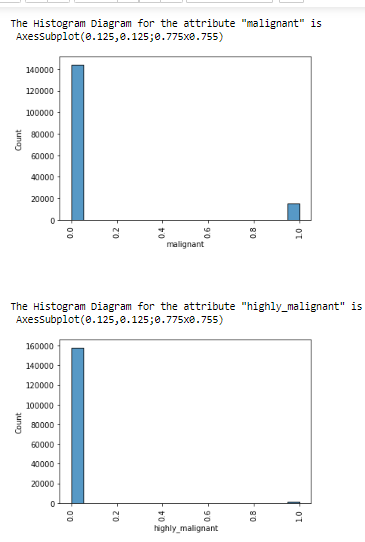 The Histogram Diagram for the attribute "malignant" is
AxesSubplot(0.125,0.125;0.775x0.755)
140000
120000
100000
80000
60000
40000
20000
0
Count
0.0 0.2 0.4 0.6 0.8 1.0
malignant
The Histogram Diagram for the attribute "highly_malignant" is
AxesSubplot(0.125,0.125;0.775x0.755)
160000
140000
120000
100000
80000
60000
40000
20000
0
Count
0.0 0.2 0.4 0.6 0.8 1.0
highly_malignant